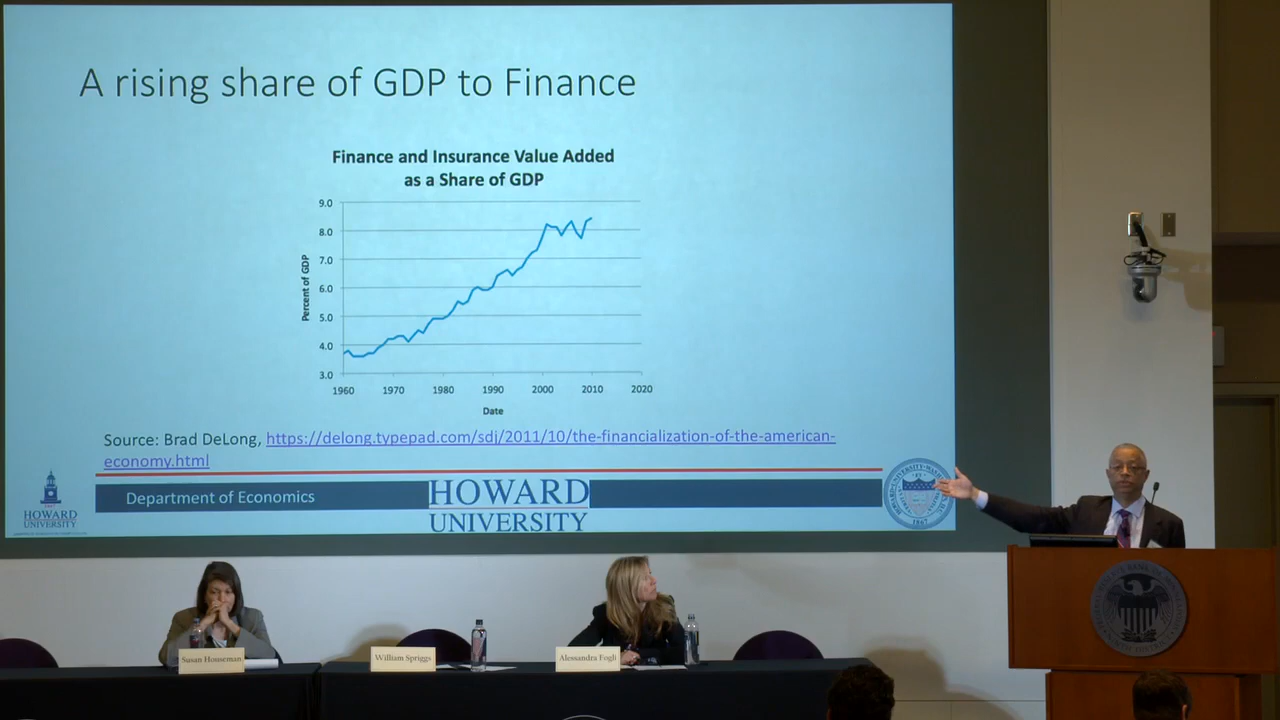 A rising share of GDP to Finance
Finance and Insurance Value Added
as a Share of GDP
Percent of GDP
9.0
8.0
7.0
6.0
5.0
4.0
3.0
1960 1970 1980 1990 2000 2010 2020
Date
Source: Brad DeLong, https://delong.typepad.com/sdj/2011/10/the-financialization-of-the-american-
economy.html
HOWARD
UNIVERSITY
Department of Economics
HOWARD
UNIVERSITY
1867
Susan Houseman
William Spriggs
Alessandra Fogli